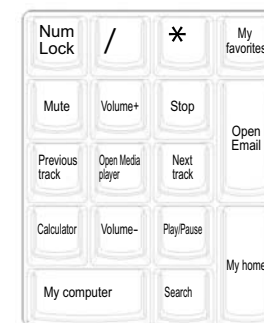 Num
Lock
/
*
My
favorites
Mute
Volume+
Stop
Open
Email
Previous
track
Open Media
player
Next
track
Calculator
Volume-
Play/Pause
My home
My computer
Search